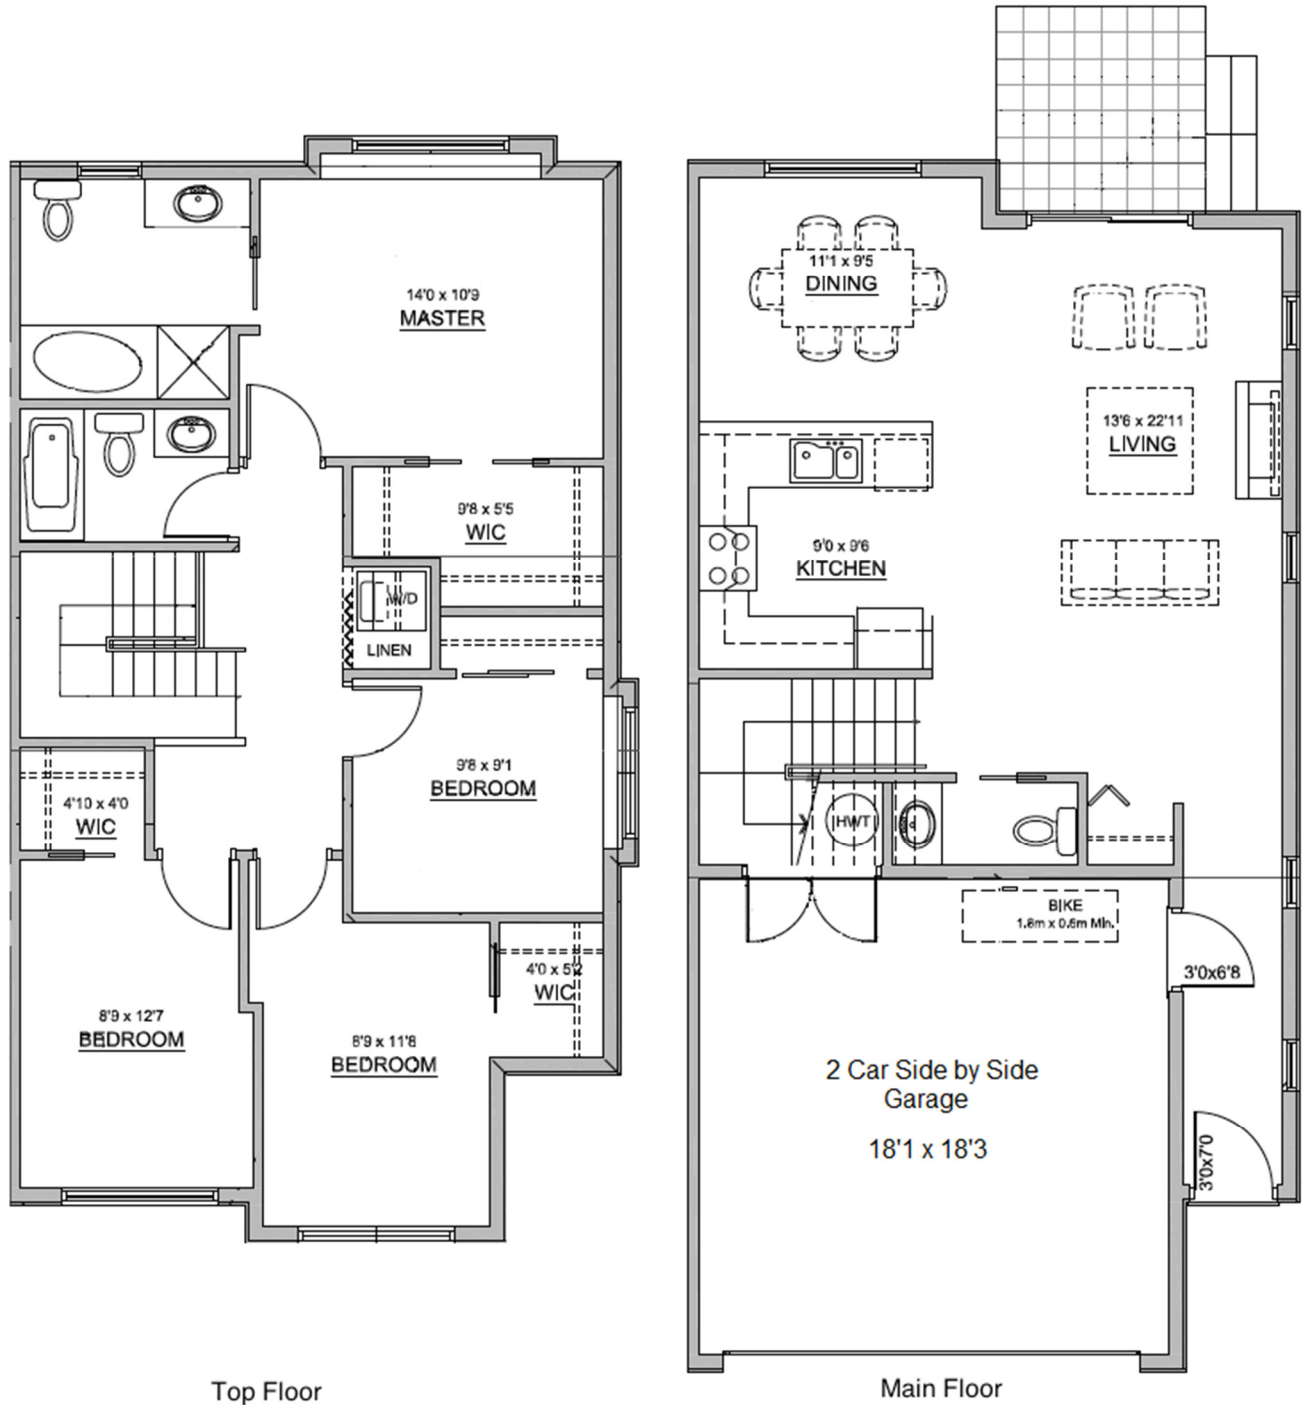 14'0 x 10'9
MASTER
9'8 x 5'5
WIC
W/D
LINEN
9'8 x 9'1
BEDROOM
4'10 x 4'0
WIC
4'0 x 5'2
WIC
8'9 x 12'7
BEDROOM
8'9 x 11'8
BEDROOM
Top Floor
11'1 x 9'5
DINING
13'6 x 22'11
LIVING
9'0 x 9'6
KITCHEN
HWT
BIKE
1.8m x 0.6m Min.
3'0x6'8
2 Car Side by Side
Garage
18'1 x 18'3
3'0x7'0
Main Floor